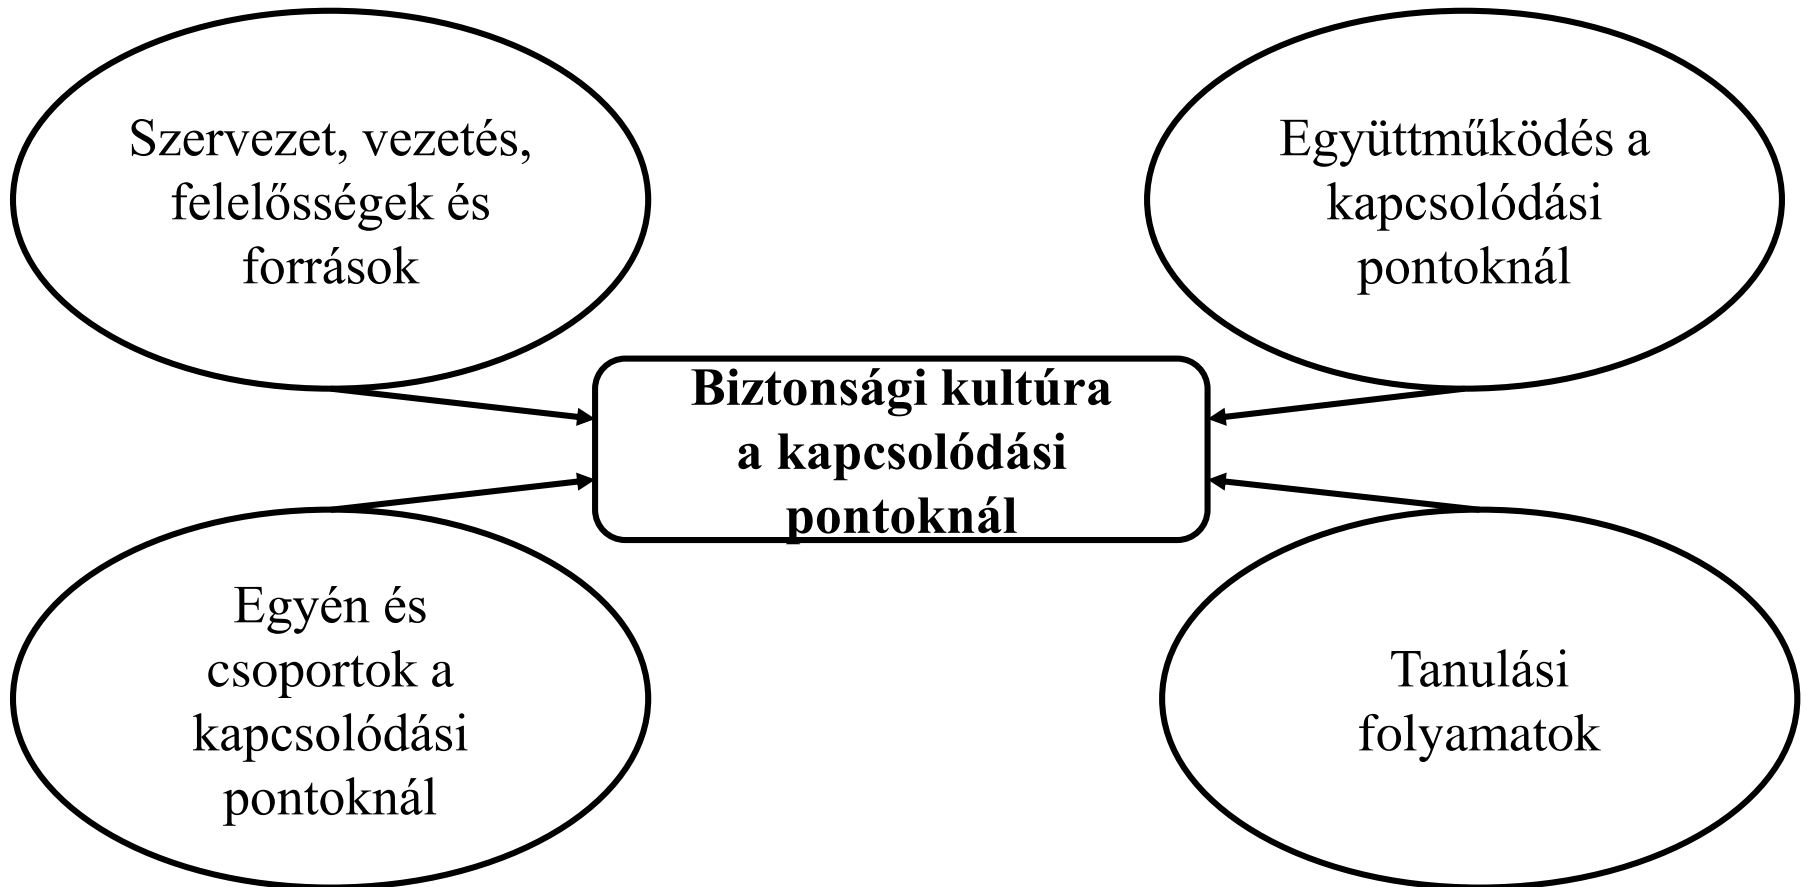 Szervezet, vezetés,
felelősségek és
források
Együttműködés a
kapcsolódási
pontoknál
Biztonsági kultúra
a kapcsolódási
pontoknál
Egyén és
csoportok a
kapcsolódási
pontoknál
Tanulási
folyamatok